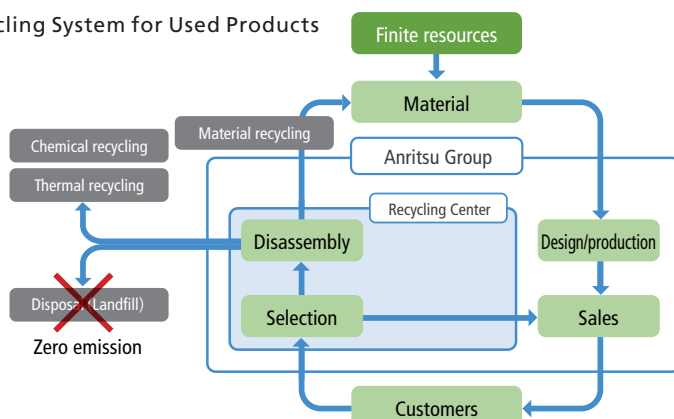 cling System for Used Products
Finite resources
Material
Material recycling
Chemical recycling
Anritsu Group
Thermal recycling
Recycling Center
Disassembly
Design/production
Disposal (Landfill)
Selection
Sales
Zero emission
Customers